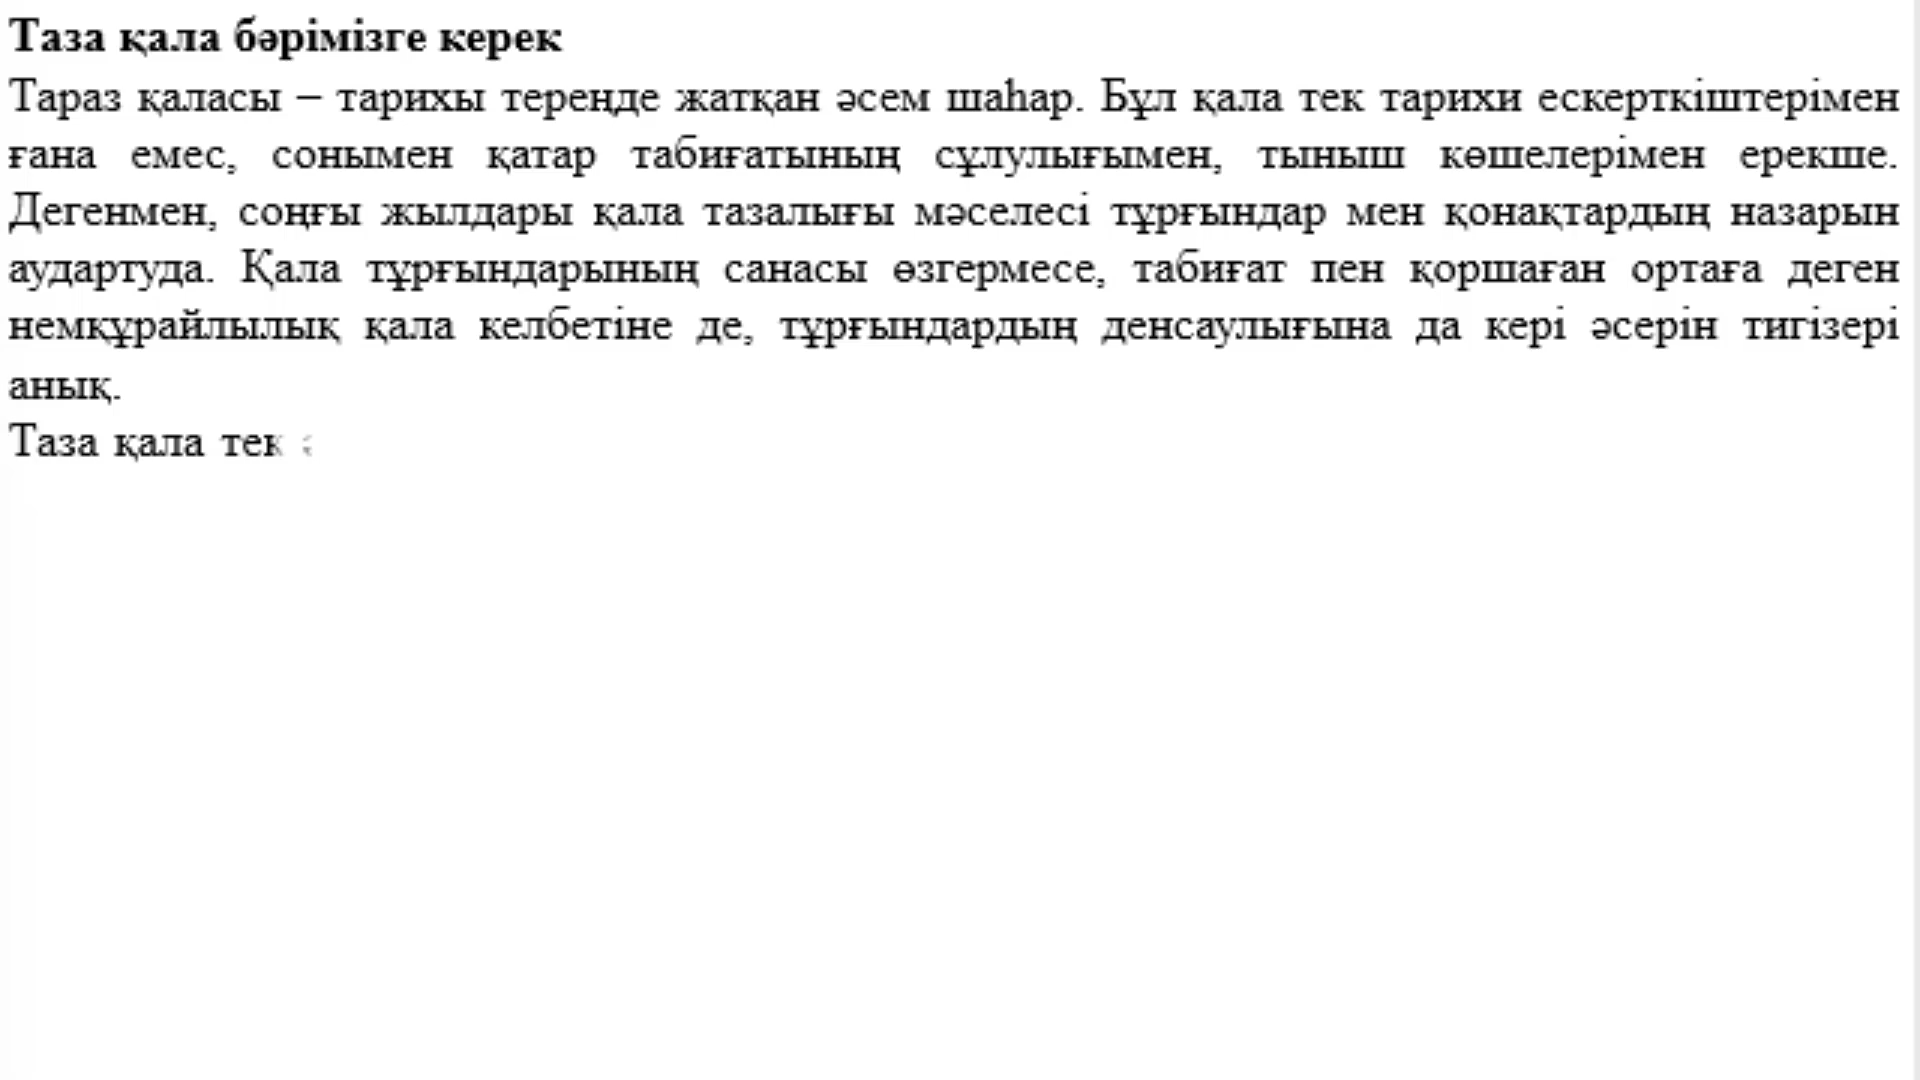 Таза қала бәрімізге керек
Тараз қаласы – тарихы тереңде жатқан әсем шаһар. Бұл қала тек тарихи ескерткіштерімен
ғана емес, сонымен қатар табиғатының сұлулығымен, тыныш көшелерімен ерекше.
Дегенмен, соңғы жылдары қала тазалығы мәселесі тұрғындар мен қонақтардың назарын
аудартуда. Қала тұрғындарының санасы өзгермесе, табиғат пен қоршаған ортаға деген
немқұрайлылық қала келбетіне де, тұрғындардың денсаулығына да кері әсерін тигізері
анық.
Таза қала тек